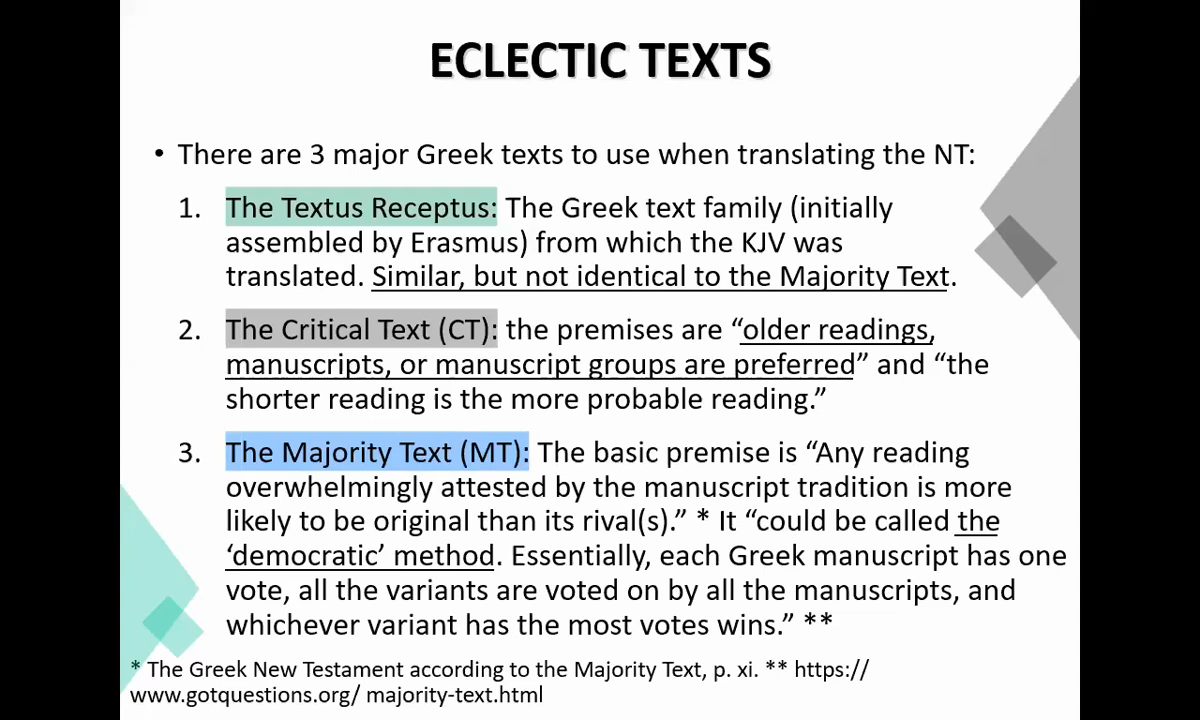 ECLECTIC TEXTS
• There are 3 major Greek texts to use when translating the NT:
1. The Textus Receptus: The Greek text family (initially
assembled by Erasmus) from which the KJV was
translated. Similar, but not identical to the Majority Text.
2. The Critical Text (CT): the premises are “older readings,
manuscripts, or manuscript groups are preferred” and “the
shorter reading is the more probable reading.”
3. The Majority Text (MT): The basic premise is “Any reading
overwhelmingly attested by the manuscript tradition is more
likely to be original than its rival(s).” * It “could be called the
‘democratic’ method. Essentially, each Greek manuscript has one
vote, all the variants are voted on by all the manuscripts, and
whichever variant has the most votes wins.” **
* The Greek New Testament according to the Majority Text, p. xi. ** https://
www.gotquestions.org/ majority-text.html